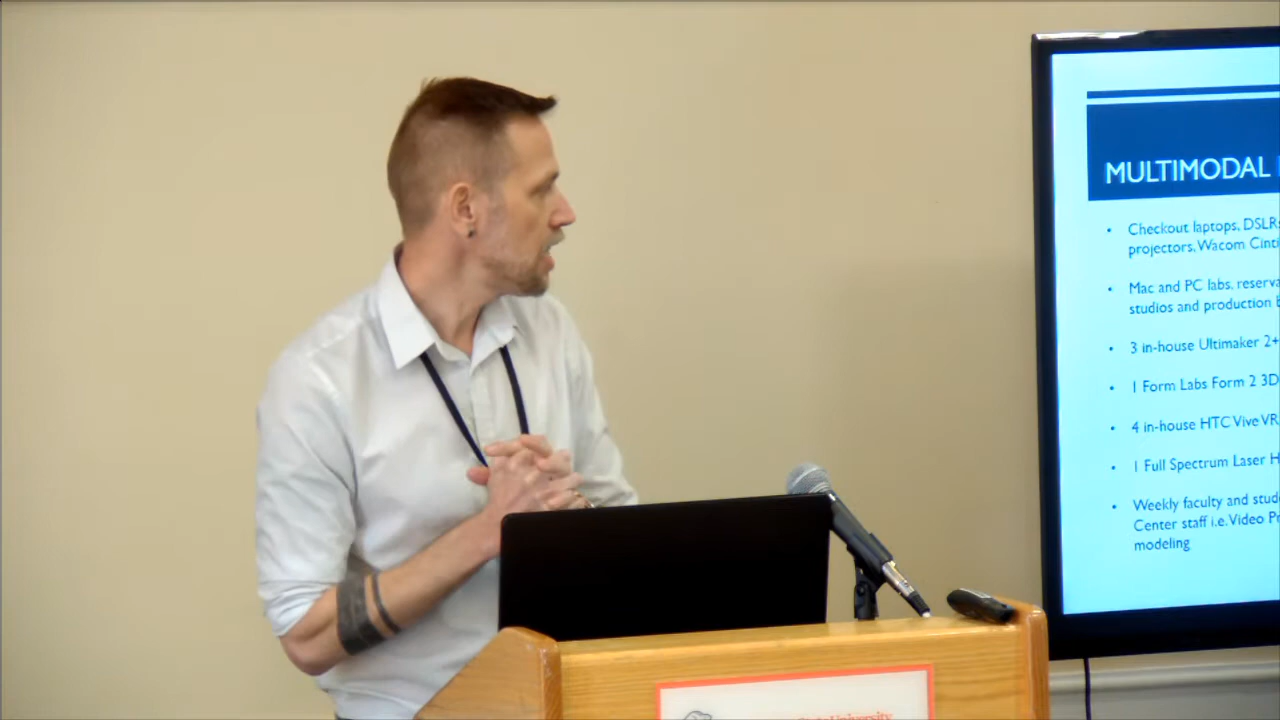 MULTIMODAL
Checkout laptops, DSLRs
projectors, Wacom Cinti
Mac and PC labs, reserva
studios and production
3 in-house Ultimaker 2+
1 Form Labs Form 2 3D
4 in-house HTC Vive VR
1 Full Spectrum Laser H
Weekly faculty and stud
Center staff i.e. Video P
modeling
State University